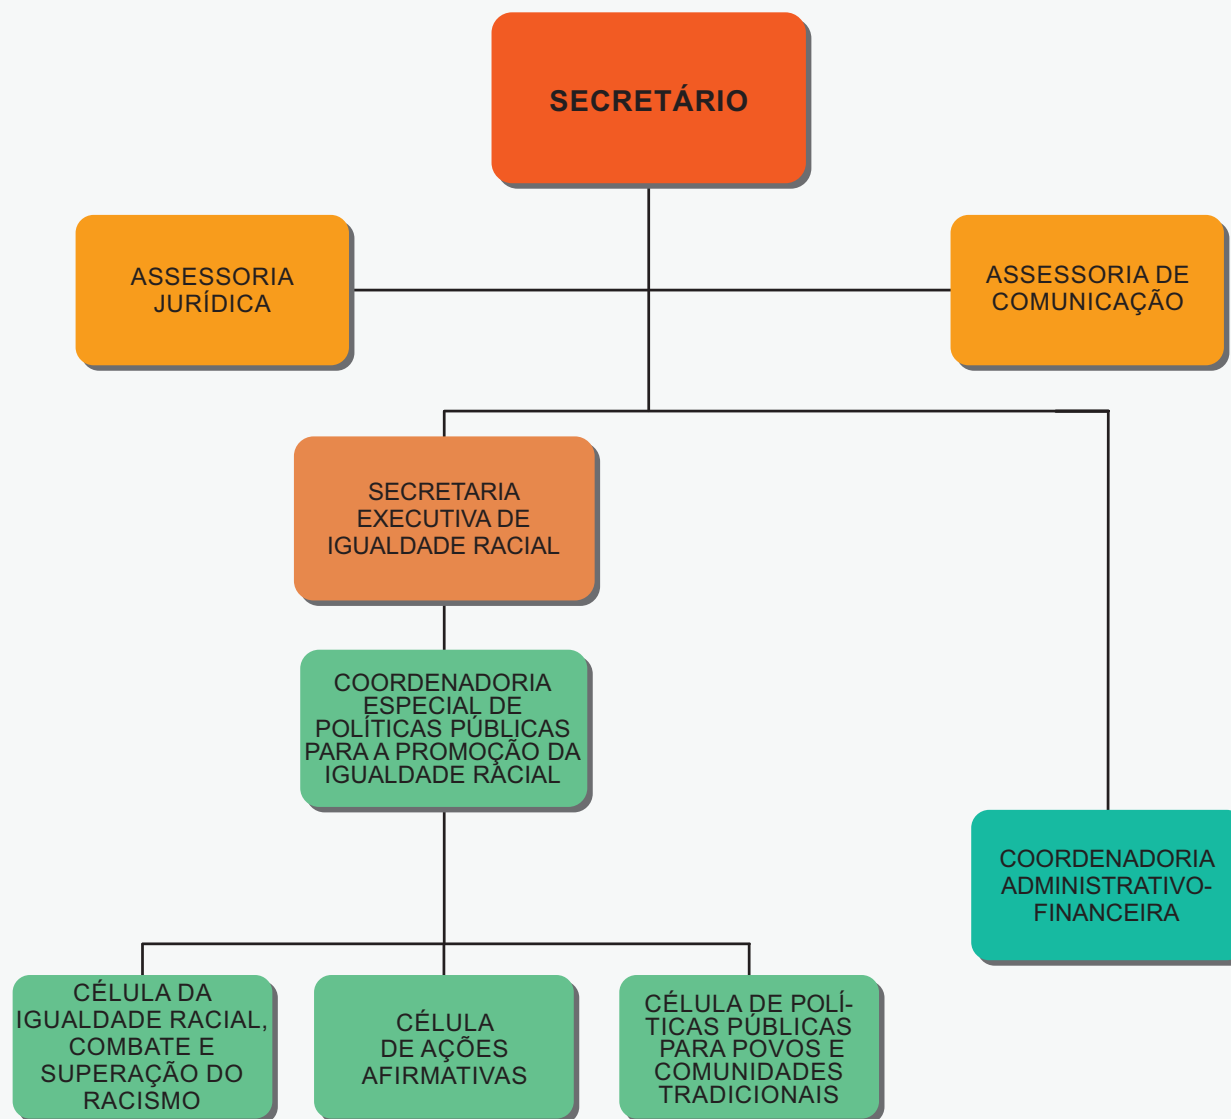 SECRETÁRIO
ASSESSORIA
JURÍDICA
ASSESSORIA DE
COMUNICAÇÃO
SECRETARIA
EXECUTIVA DE
IGUALDADE RACIAL
COORDENADORIA
ESPECIAL DE
POLÍTICAS PÚBLICAS
PARA A PROMOÇÃO DA
IGUALDADE RACIAL
COORDENADORIA
ADMINISTRATIVO-
FINANCEIRA
CÉLULA DA
IGUALDADE RACIAL,
COMBATE E
SUPERAÇÃO DO
RACISMO
CÉLULA
DE AÇÕES
AFIRMATIVAS
CÉLULA DE POLÍ-
TICAS PÚBLICAS
PARA POVOS E
COMUNIDADES
TRADICIONAIS